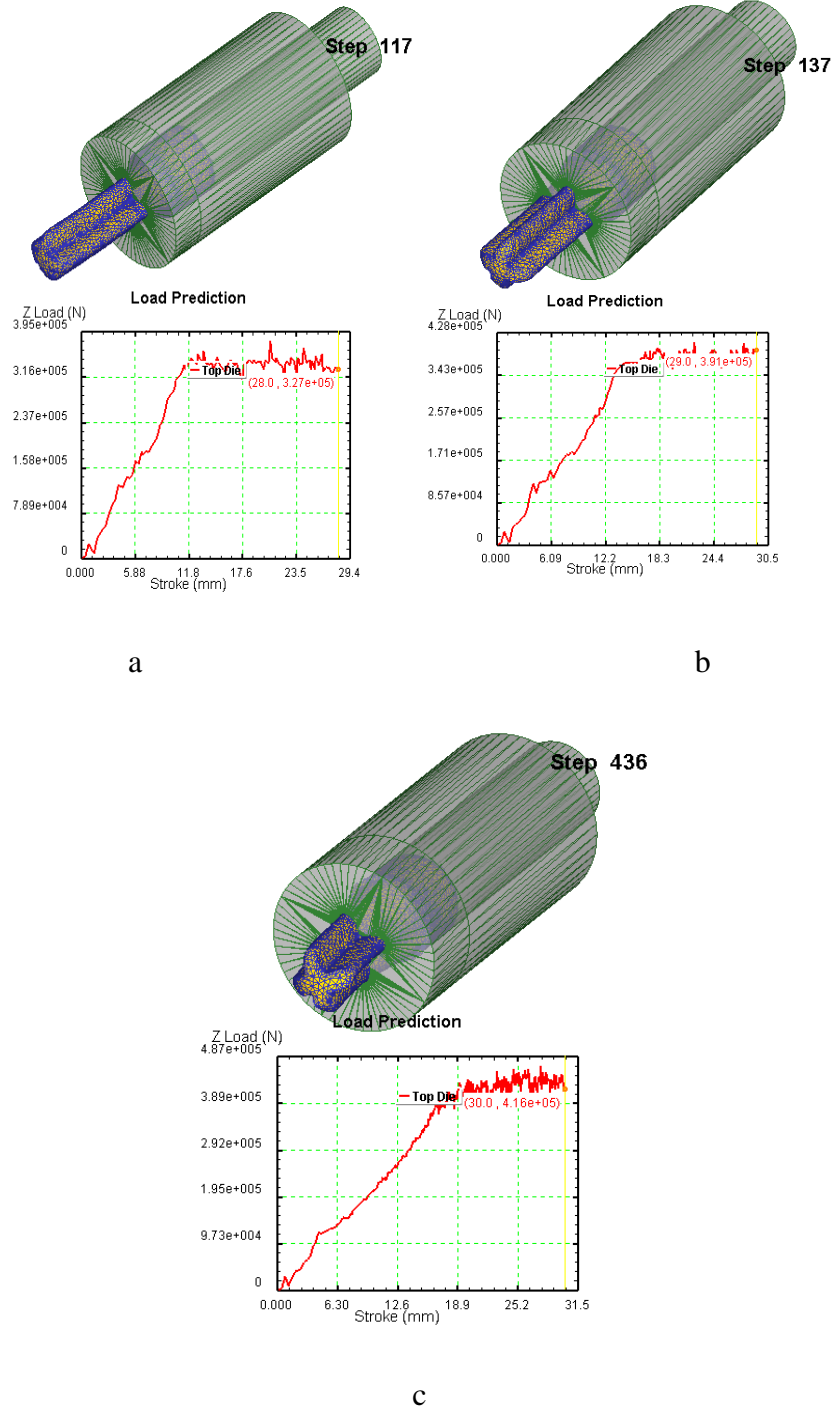 Step 117
Load Prediction
Z Load (N)
3.95e+005
3.16e+005
2.37e+005
1.58e+005
7.89e+004
0
Top Die
(28.0 , 3.27e+05)
0.000 5.88 11.8 17.6 23.5 29.4
Stroke (mm)
a
Step 137
Load Prediction
Z Load (N)
4.28e+005
3.43e+005
2.57e+005
1.71e+005
8.57e+004
0
Top Die
(29.0 , 3.91e+05)
0.000 6.09 12.2 18.3 24.4 30.5
Stroke (mm)
b
Step 436
Load Prediction
Z Load (N)
4.87e+005
3.89e+005
2.92e+005
1.95e+005
9.73e+004
0
Top Die
(30.0 , 4.16e+05)
0.000 6.30 12.6 18.9 25.2 31.5
Stroke (mm)
c